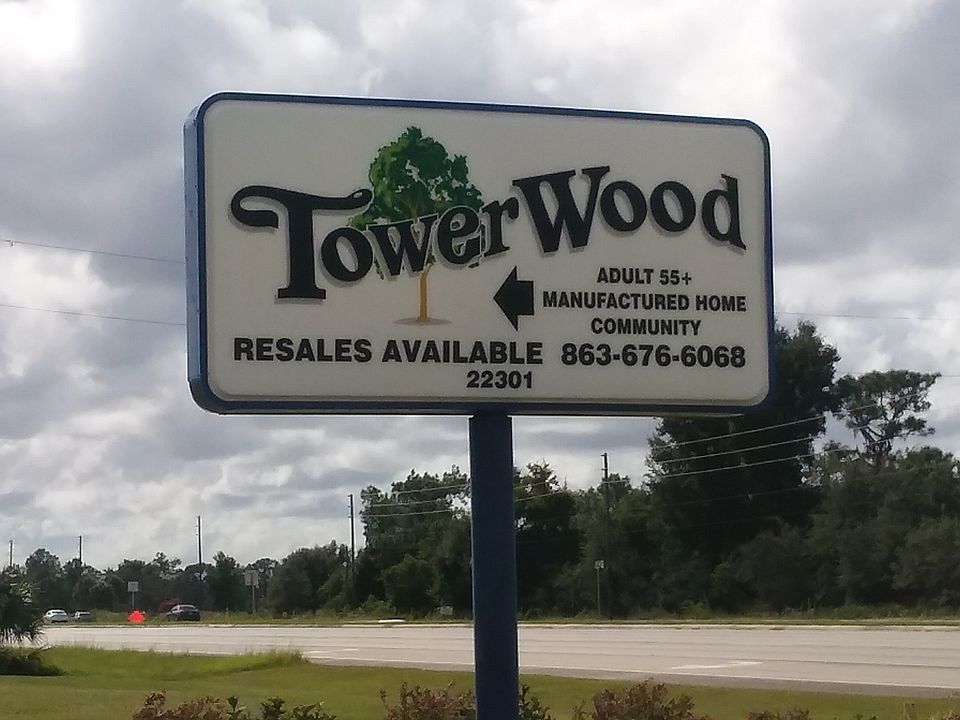 TowerWood
ADULT 55+
MANUFACTURED HOME
COMMUNITY
RESALES AVAILABLE 863-676-6068
22301